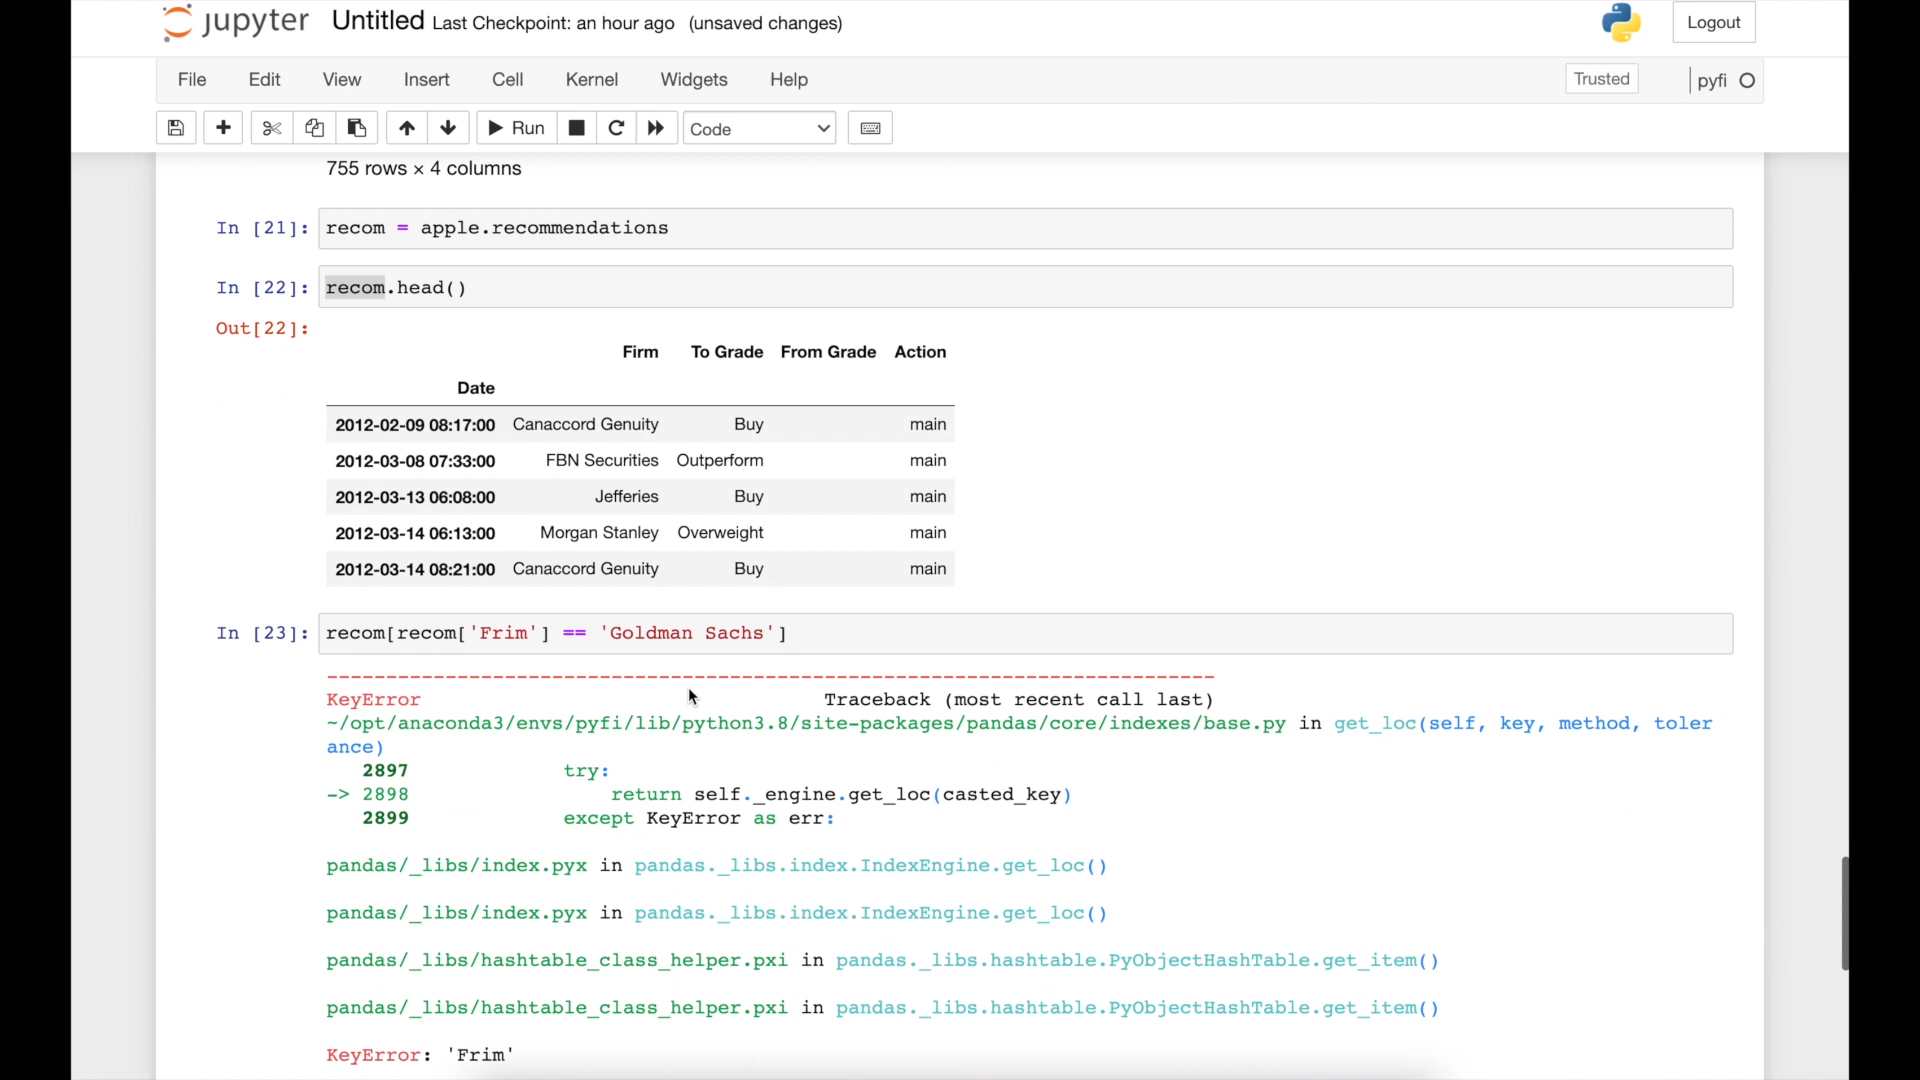 jupyter Untitled Last Checkpoint: an hour ago (unsaved changes) Logout
File Edit View Insert Cell Kernel Widgets Help Trusted pyfi
Run Code
755 rows × 4 columns
In [21]: recom = apple.recommendations
In [22]: recom.head()
Out[22]:
Firm To Grade From Grade Action
Date
2012-02-09 08:17:00 Canaccord Genuity Buy main
2012-03-08 07:33:00 FBN Securities Outperform main
2012-03-13 06:08:00 Jefferies Buy main
2012-03-14 06:13:00 Morgan Stanley Overweight main
2012-03-14 08:21:00 Canaccord Genuity Buy main
In [23]: recom[recom['Frim'] == 'Goldman Sachs']
---------------------------------------------------------------------------
KeyError Traceback (most recent call last)
~/opt/anaconda3/envs/pyfi/lib/python3.8/site-packages/pandas/core/indexes/base.py in get_loc(self, key, method, toler
ance)
2897 try:
-> 2898 return self._engine.get_loc(casted_key)
2899 except KeyError as err:
pandas/_libs/index.pyx in pandas._libs.index.IndexEngine.get_loc()
pandas/_libs/index.pyx in pandas._libs.index.IndexEngine.get_loc()
pandas/_libs/hashtable_class_helper.pxi in pandas._libs.hashtable.PyObjectHashTable.get_item()
pandas/_libs/hashtable_class_helper.pxi in pandas._libs.hashtable.PyObjectHashTable.get_item()
KeyError: 'Frim'